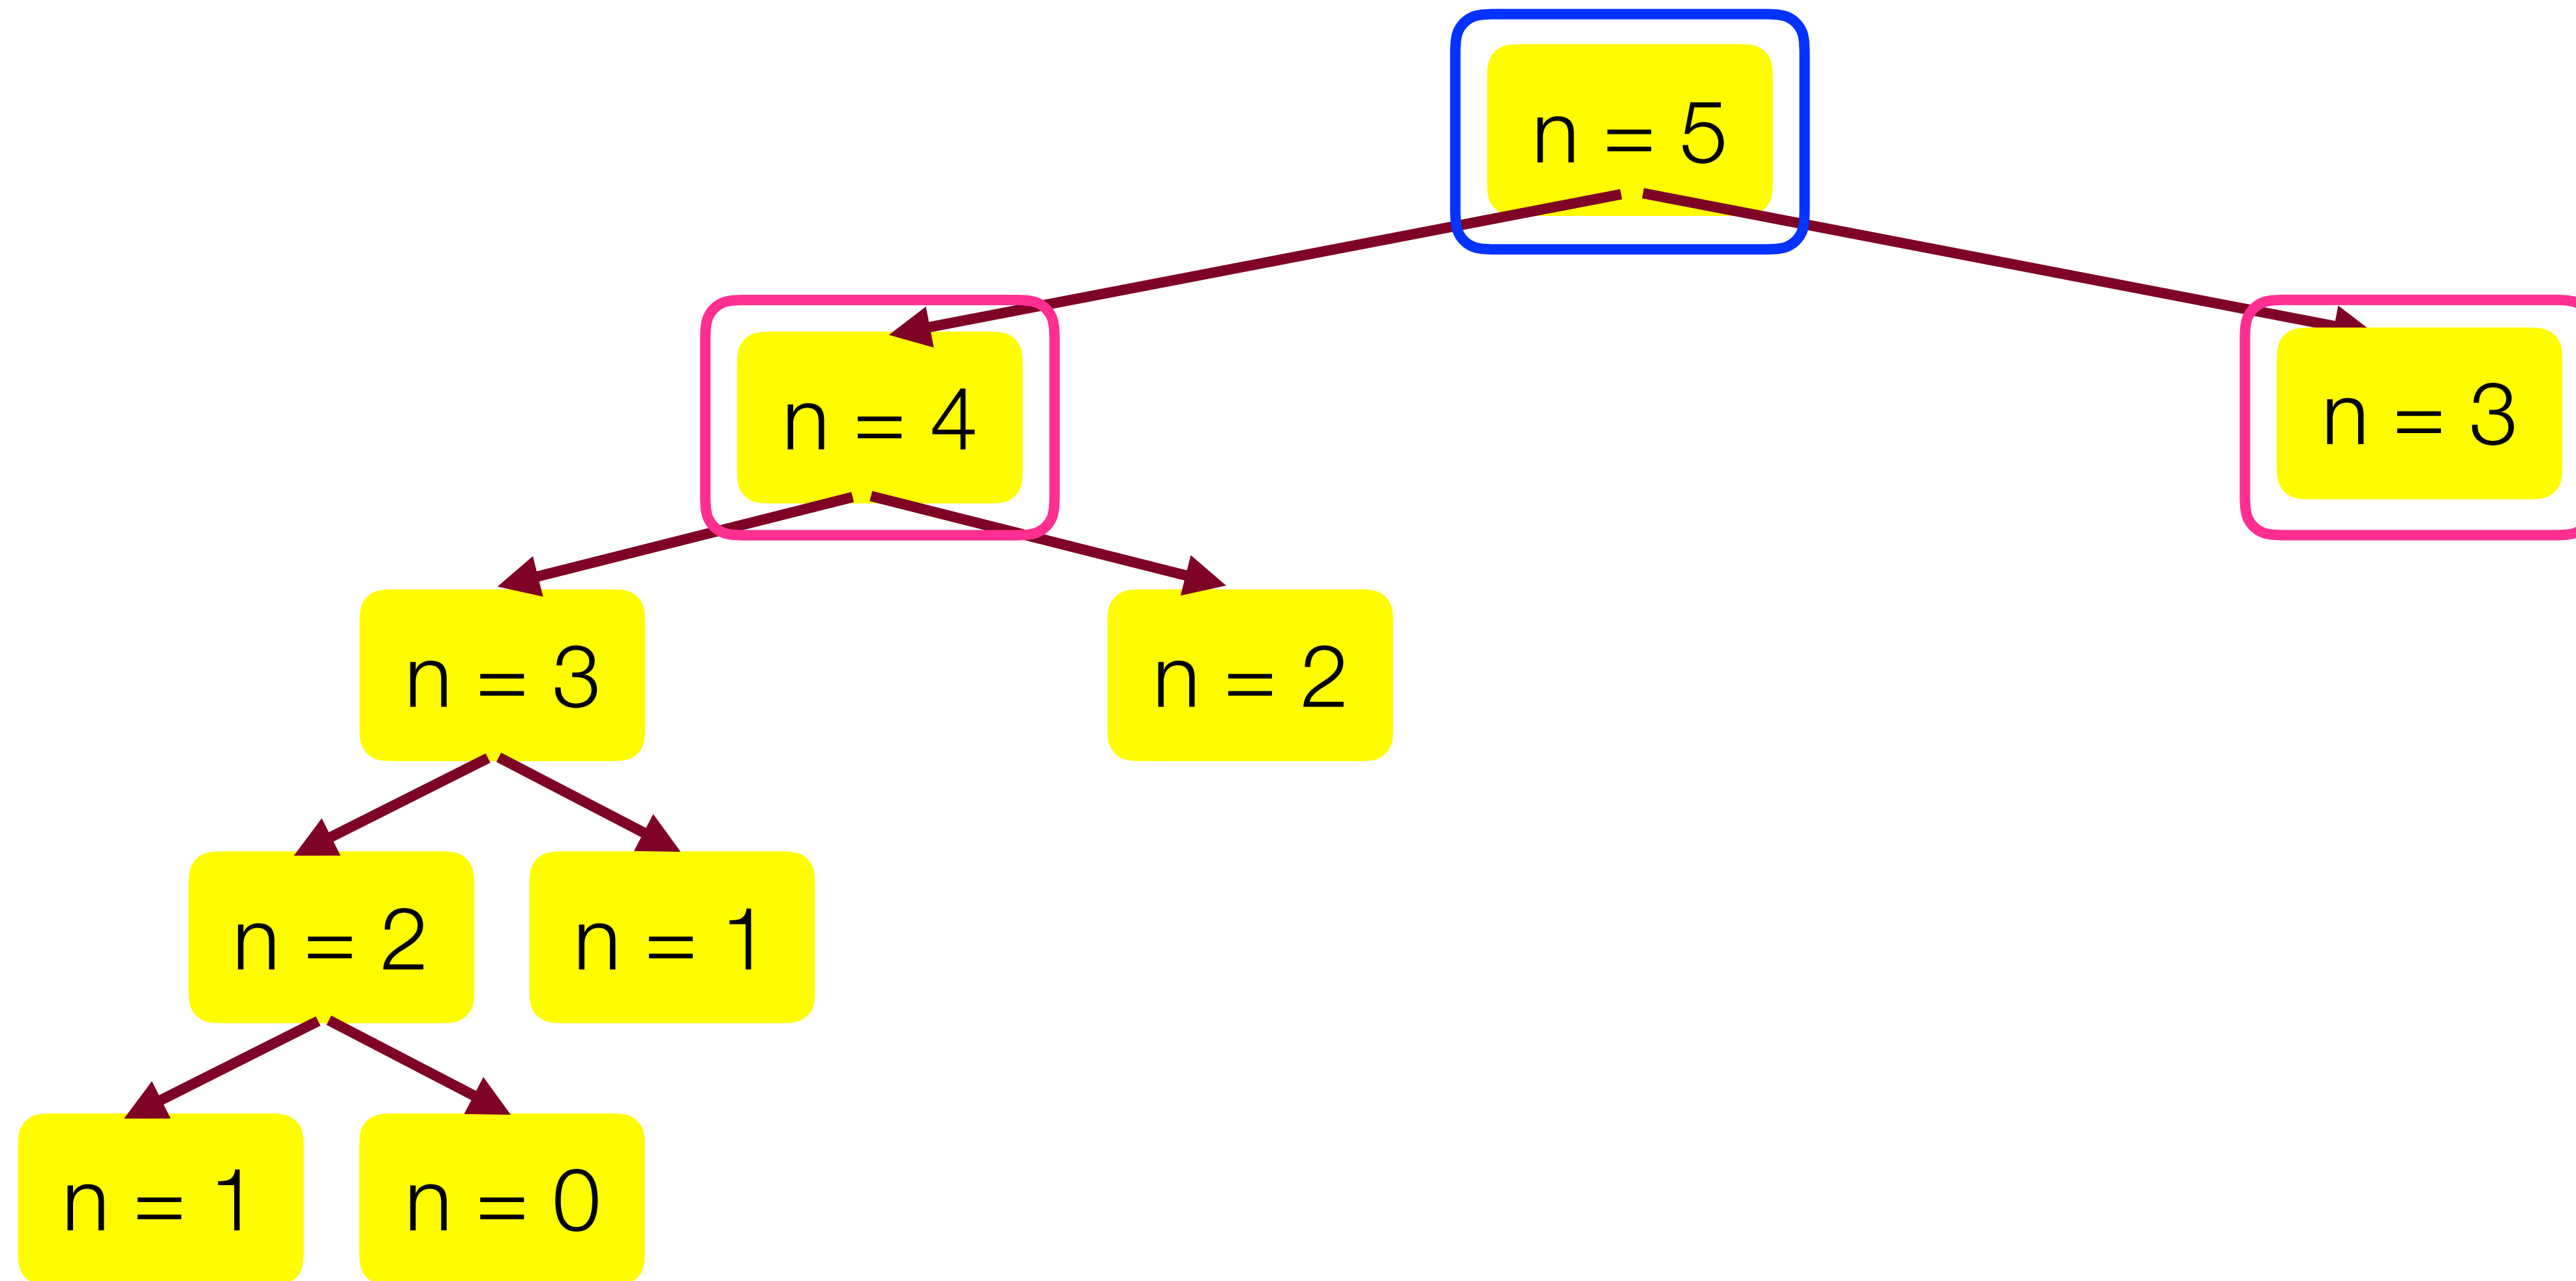 n = 5
n = 4
n = 3
n = 3
n = 2
n = 2
n = 1
n = 1
n = 0